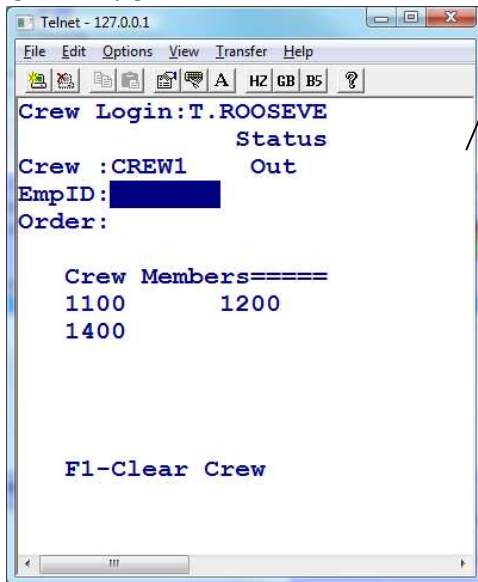 Telnet - 127.0.0.1
File Edit Options View Transfer Help
A HZ GB B5 ?
Crew Login:T.ROOSEVE
Status
Crew :CREW1 Out
EmpID:
Order:
Crew Members=====
1100 1200
1400
F1-Clear Crew